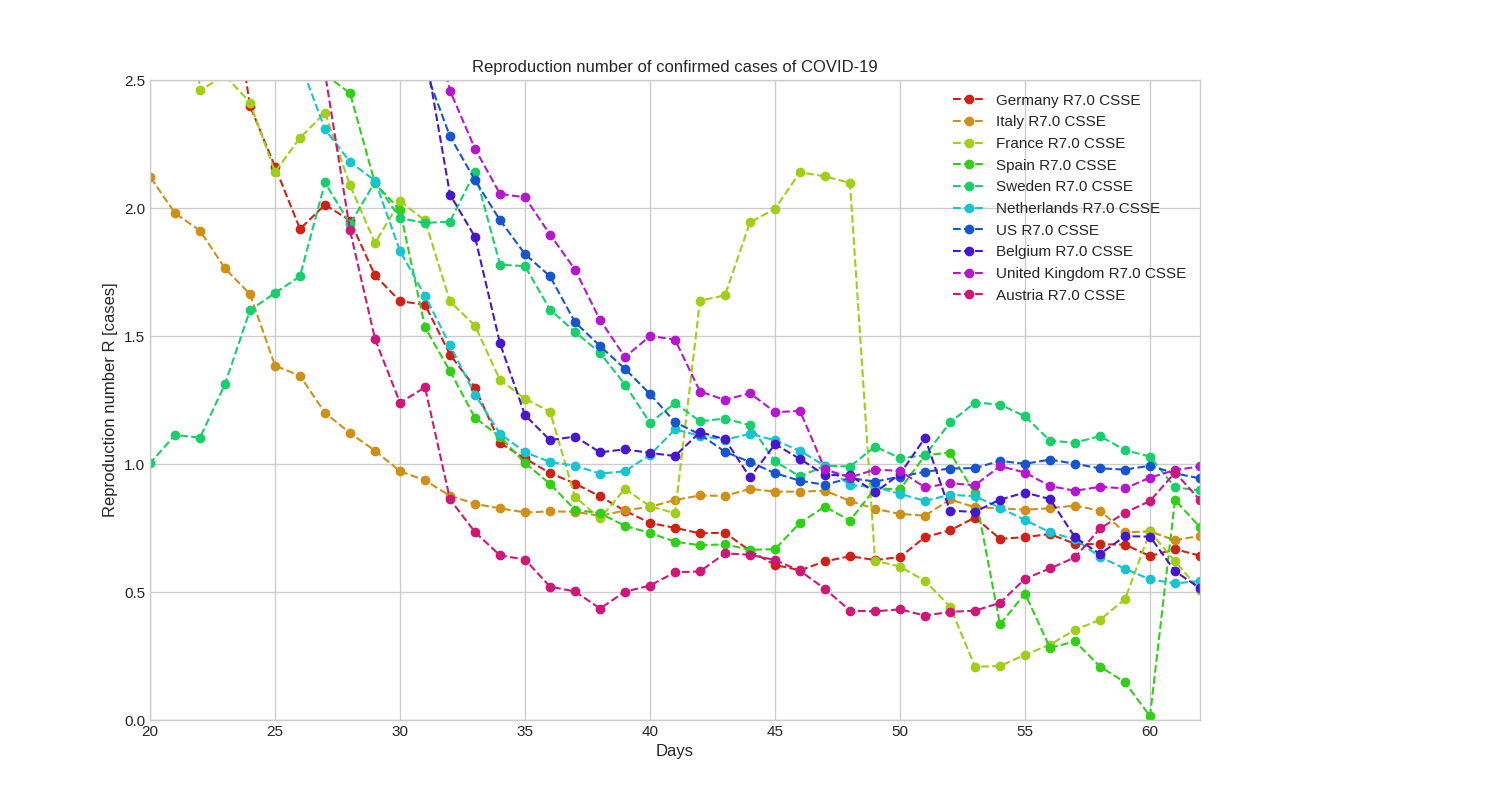 Reproduction number of confirmed cases of COVID-19
Reproduction number R [cases]
2.5
2.0
1.5
1.0
0.5
0.0
Germany R7.0 CSSE
Italy R7.0 CSSE
France R7.0 CSSE
Spain R7.0 CSSE
Sweden R7.0 CSSE
Netherlands R7.0 CSSE
US R7.0 CSSE
Belgium R7.0 CSSE
United Kingdom R7.0 CSSE
Austria R7.0 CSSE
20 25 30 35 40 45 50 55 60
Days